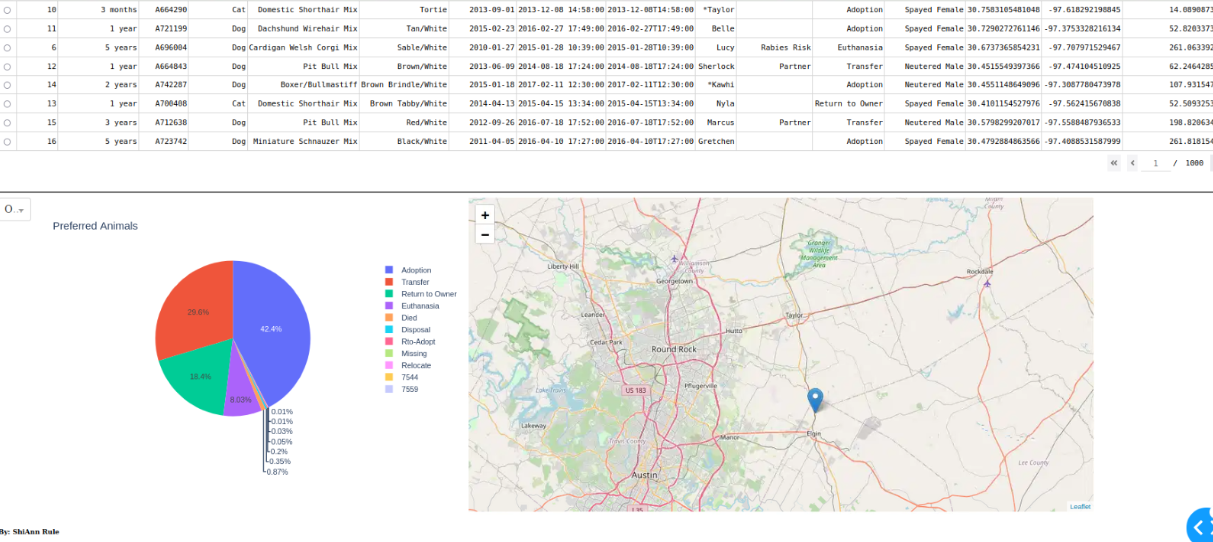 10 3 months A664290 Cat Domestic Shorthair Mix Tortie 2013-09-01 2013-12-08 14:58:00 2013-12-08T14:58:00 *Taylor Adoption Spayed Female 30.7583105481048 -97.618292198845 14.0890873
11 1 year A721199 Dog Dachshund Wirehair Mix Tan/White 2015-02-23 2016-02-27 17:49:00 2016-02-27T17:49:00 Belle Adoption Spayed Female 30.7290272761146 -97.3753328216134 52.8203373
6 5 years A696004 Dog Cardigan Welsh Corgi Mix Sable/White 2010-01-27 2015-01-28 10:39:00 2015-01-28T10:39:00 Lucy Rabies Risk Euthanasia Spayed Female 30.6737365854231 -97.707971529467 261.063392
12 1 year A664843 Dog Pit Bull Mix Brown/White 2013-06-09 2014-08-18 17:24:00 2014-08-18T17:24:00 Sherlock Partner Transfer Neutered Male 30.4515549397366 -97.474104510925 62.2464285
14 2 years A742287 Dog Boxer/Bullmastiff Brown Brindle/White 2015-01-18 2017-02-11 12:30:00 2017-02-11T12:30:00 *Kawhi Adoption Neutered Male 30.4551148649096 -97.3087780473978 107.931547
13 1 year A700408 Cat Domestic Shorthair Mix Brown Tabby/White 2014-04-13 2015-04-15 13:34:00 2015-04-15T13:34:00 Nyla Return to Owner Spayed Female 30.4101154527976 -97.562415670838 52.5093253
15 3 years A712638 Dog Pit Bull Mix Red/White 2012-09-26 2016-07-18 17:52:00 2016-07-18T17:52:00 Marcus Partner Transfer Neutered Male 30.5798299207017 -97.5588487936533 198.820634
16 5 years A723742 Dog Miniature Schnauzer Mix Black/White 2011-04-05 2016-04-10 17:27:00 2016-04-10T17:27:00 Gretchen Adoption Spayed Female 30.4792884863566 -97.4088531587999 261.818154
« ‹ 1 / 1000
O...
Preferred Animals
29.6%
42.4%
18.4%
8.03%
0.01%
0.01%
0.03%
0.05%
0.2%
0.35%
0.87%
Adoption
Transfer
Return to Owner
Euthanasia
Died
Disposal
Rto-Adopt
Missing
Relocate
7544
7559
+
−
County
Granger Wildlife Management Area
Liberty Hill
Williamson County
Georgetown
Rockdale
Leander
Taylor
Hutto
Cedar Park
Round Rock
US 183
Pflugerville
Lake Travis
Lakeway
Travis County
Manor
Elgin
Lee County
Austin
Leaflet
By: ShiAnn Rule